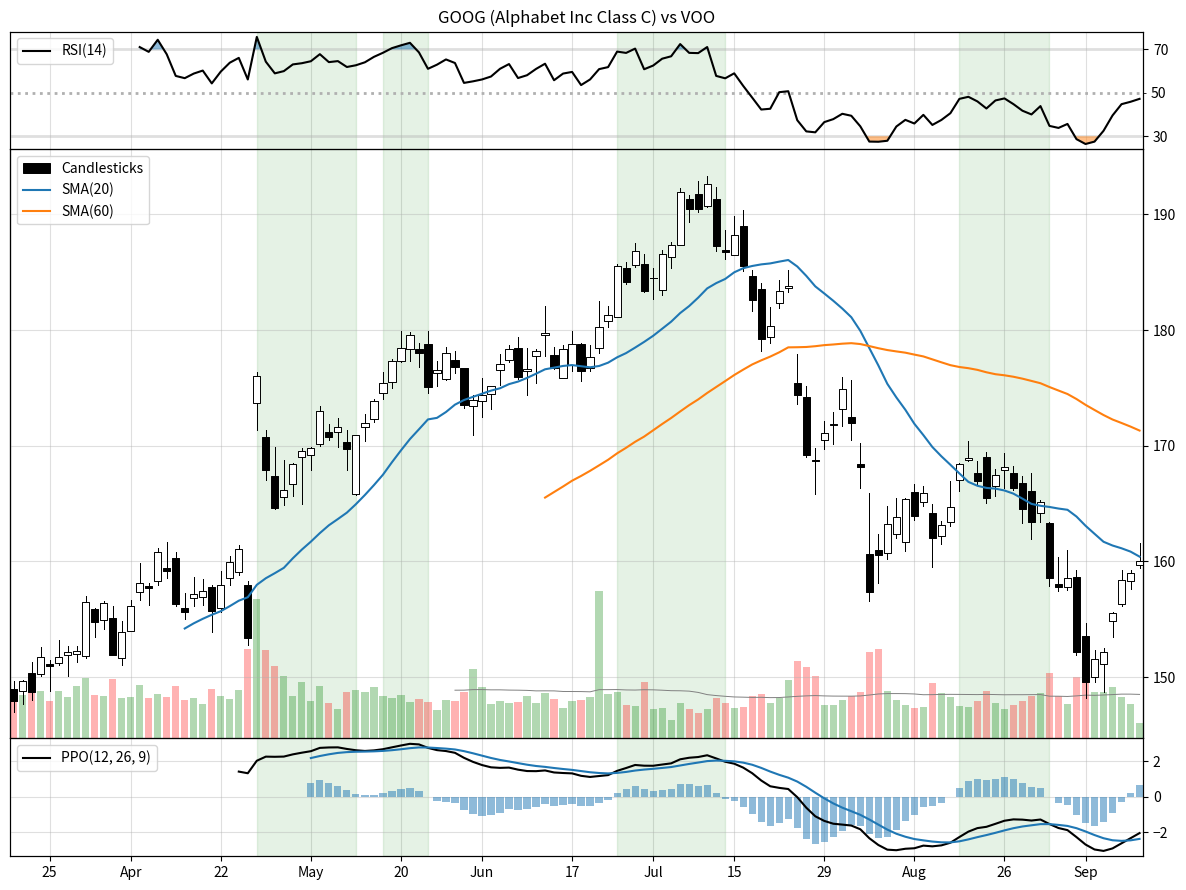 GOOG (Alphabet Inc Class C) vs VOO
RSI(14)
70
50
30
Candlesticks
SMA(20)
SMA(60)
190
180
170
160
150
PPO(12, 26, 9)
2
0
−2
25 Apr 22 May 20 Jun 17 Jul 15 29 Aug 26 Sep